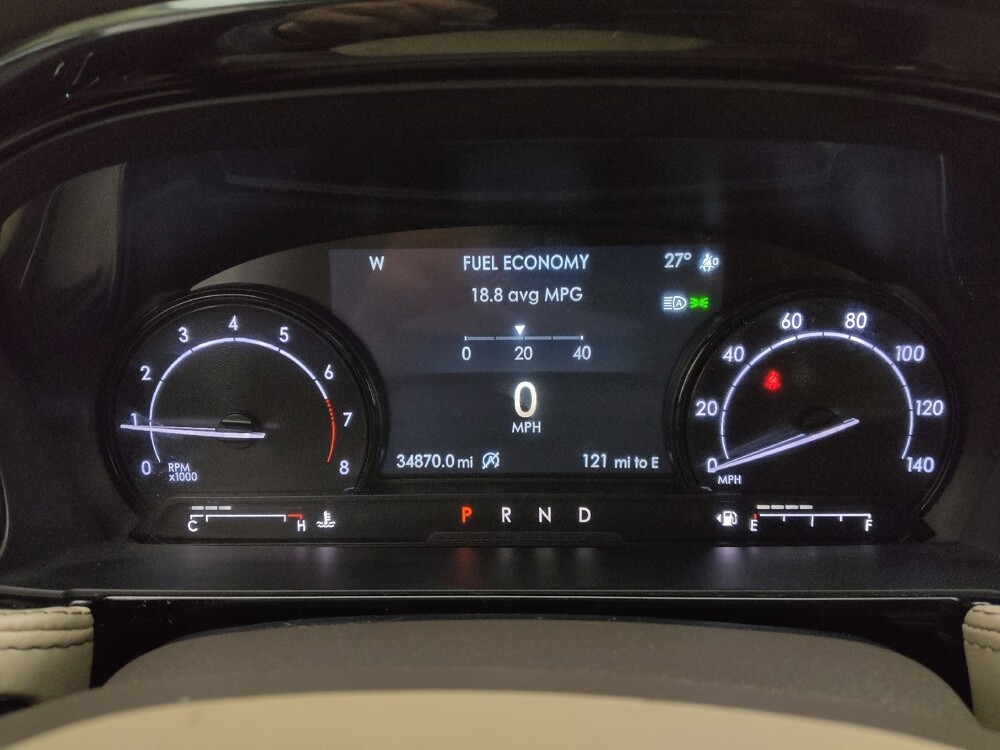 W FUEL ECONOMY 27°
18.8 avg MPG
0 20 40
0
MPH
34870.0 mi 121 mi to E
0 1 2 3 4 5 6 7 8
RPM
x1000
0 20 40 60 80 100 120 140
MPH
C H
P R N D
E F